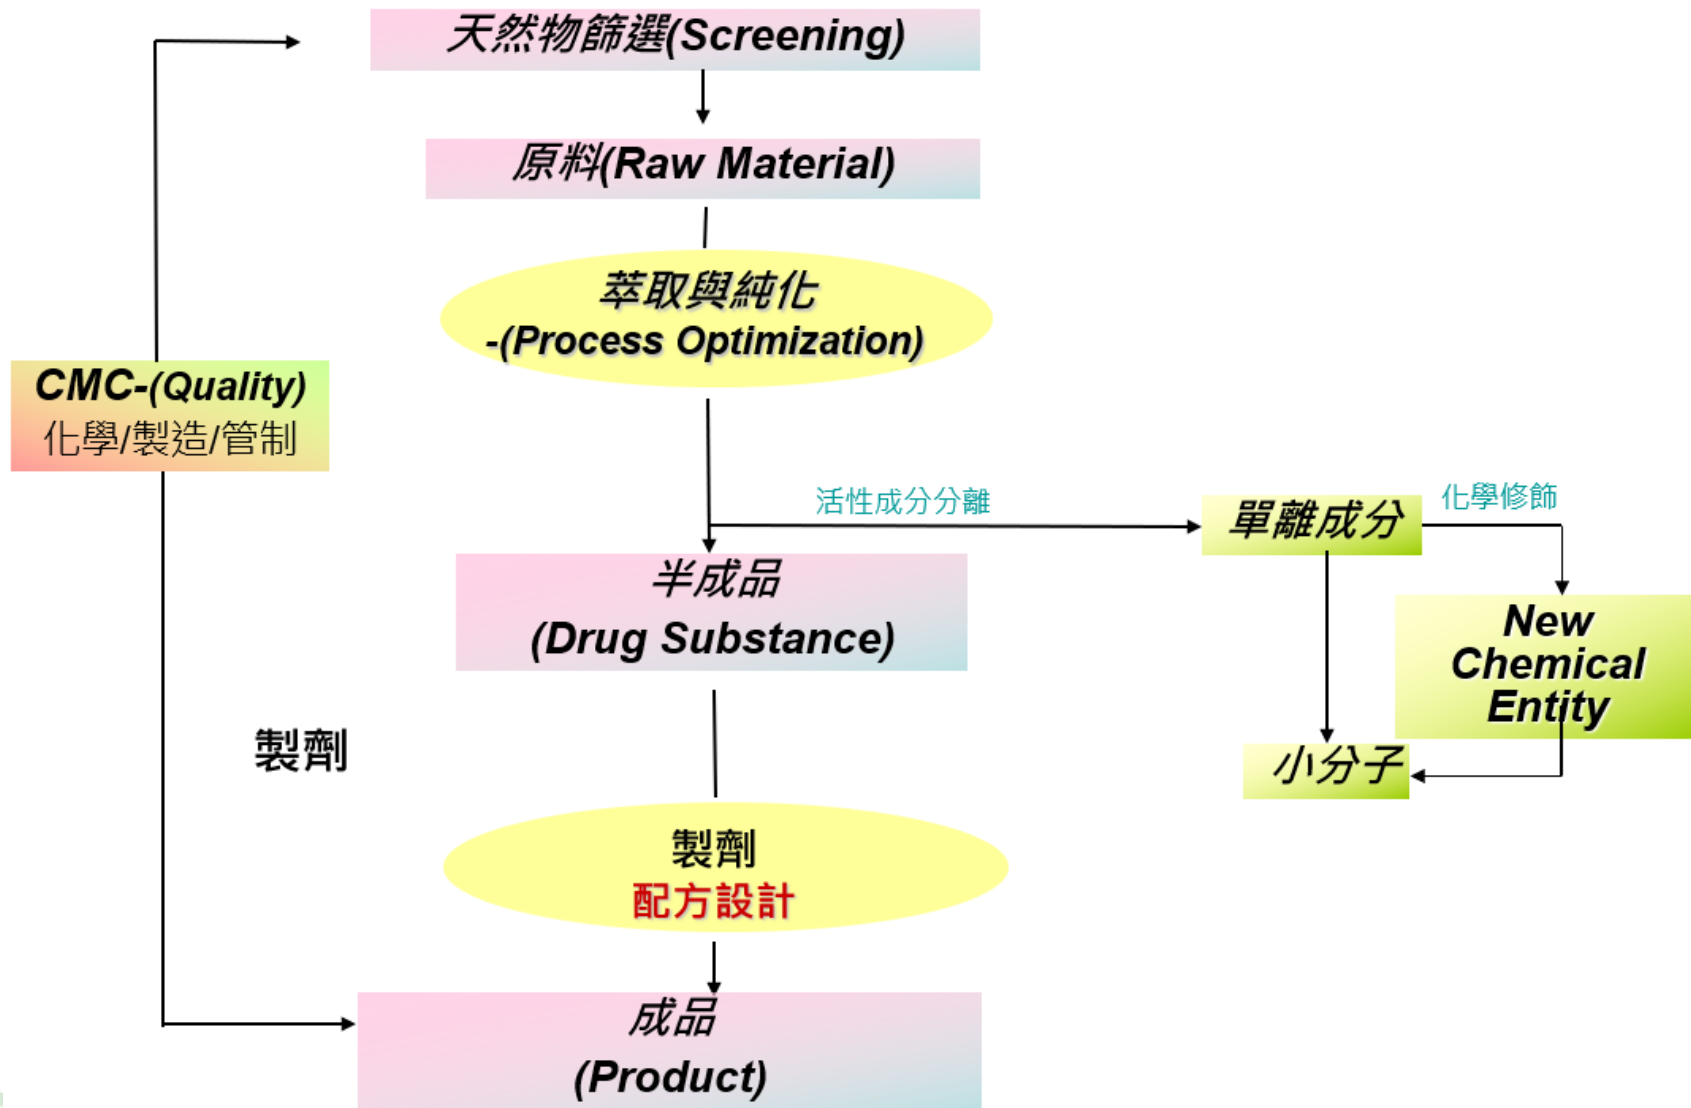 天然物篩選(Screening)
原料(Raw Material)
萃取與純化
-(Process Optimization)
CMC-(Quality)
化學/製造/管制
活性成分分離
單離成分
化學修飾
半成品
(Drug Substance)
New
Chemical
Entity
小分子
製劑
製劑
配方設計
成品
(Product)